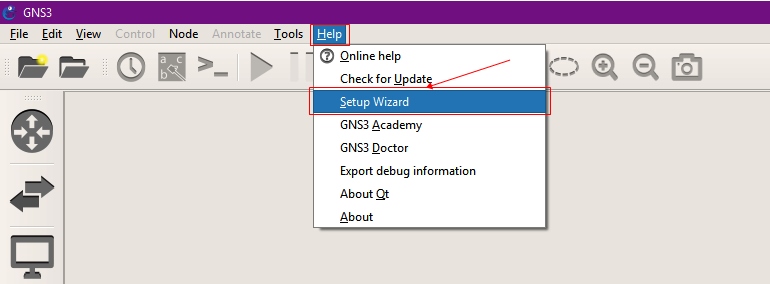 GNS3
File Edit View Control Node Annotate Tools Help
Online help
Check for Update
Setup Wizard
GNS3 Academy
GNS3 Doctor
Export debug information
About Qt
About